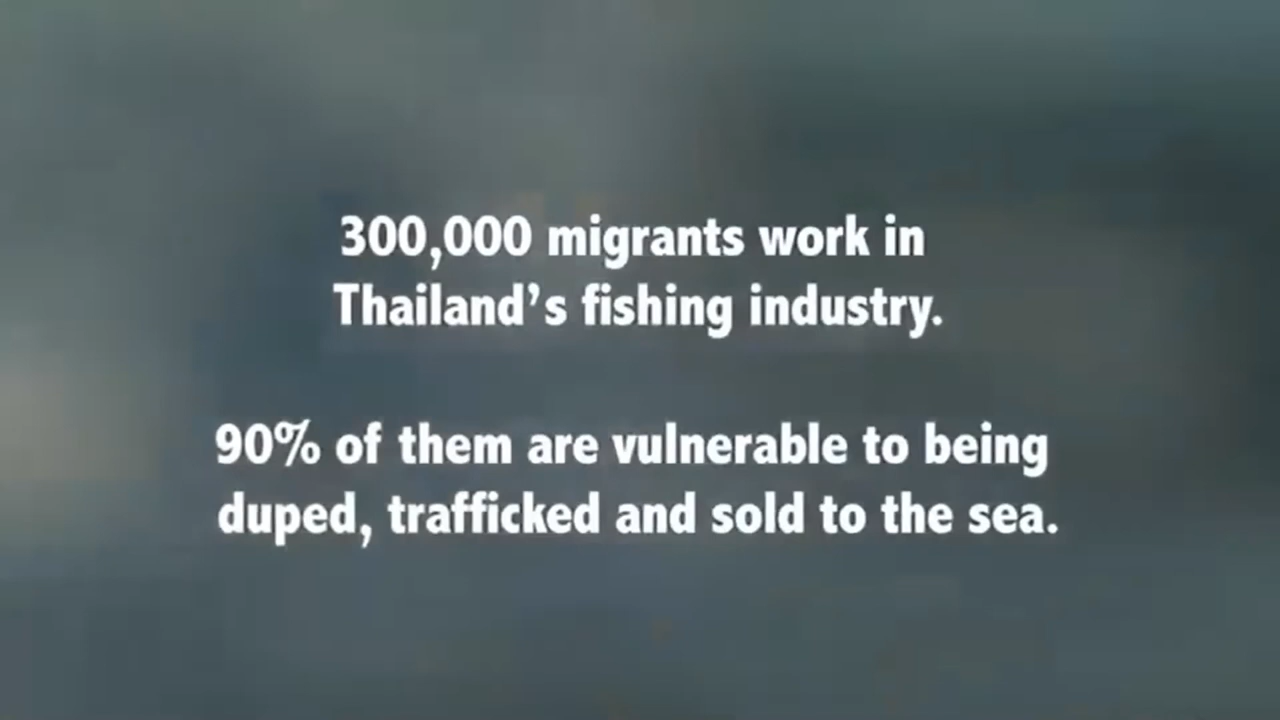 300,000 migrants work in
Thailand’s fishing industry.
90% of them are vulnerable to being
duped, trafficked and sold to the sea.